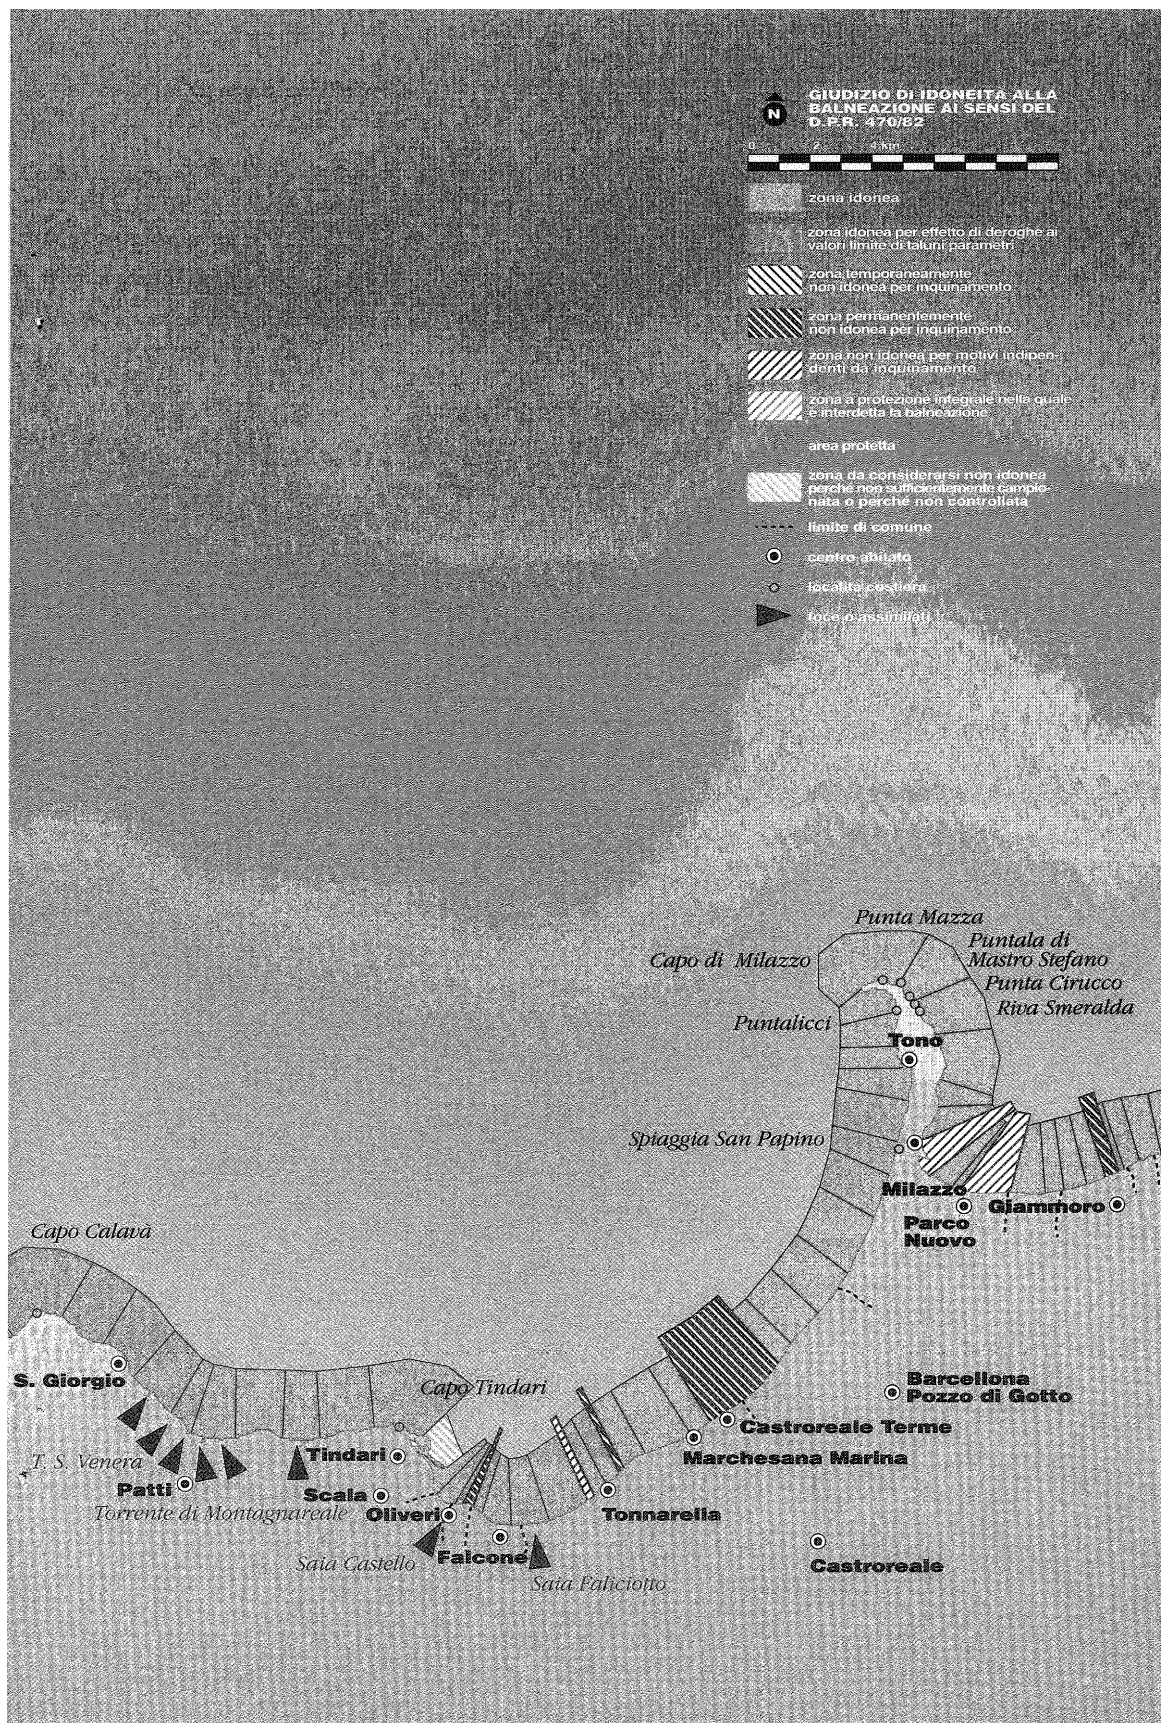 GIUDIZIO DI IDONEITÀ ALLA
BALNEAZIONE AI SENSI DEL
D.P.R. 470/82
N
0 2 4 km
zona idonea
zona idonea per effetto di deroghe ai
valori limite di taluni parametri
zona temporaneamente
non idonea per inquinamento
zona permanentemente
non idonea per inquinamento
zona non idonea per motivi indipen-
denti da inquinamento
zona a protezione integrale nella quale
è interdetta la balneazione
area protetta
zona da considerarsi non idonea
perché non sufficientemente campio-
nata o perché non controllata
limite di comune
centro abitato
località costiera
foce o assimilati
Punta Mazza
Puntala di
Mastro Stefano
Capo di Milazzo
Punta Cirucco
Riva Smeralda
Puntalicci
Tono
Spiaggia San Papino
Milazzo
Giammoro
Parco
Nuovo
Capo Calavà
S. Giorgio
Capo Tindari
Barcellona
Pozzo di Gotto
Castroreale Terme
Tindari
Marchesana Marina
T. S. Venera
Patti
Scala
Torrente di Montagnareale
Oliveri
Tonnarella
Falcone
Saia Castello
Castroreale
Saia Faliciotto